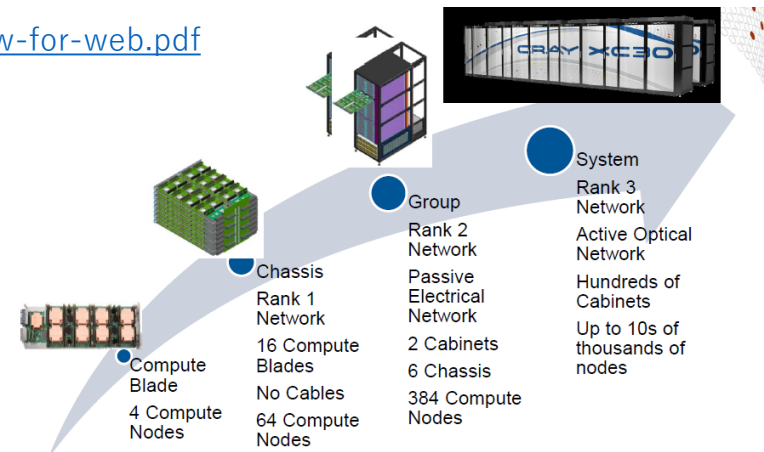 w-for-web.pdf
CRAY XC30
System
Rank 3
Network
Active Optical
Network
Hundreds of
Cabinets
Up to 10s of
thousands of
nodes
Group
Rank 2
Network
Passive
Electrical
Network
2 Cabinets
6 Chassis
384 Compute
Nodes
Chassis
Rank 1
Network
16 Compute
Blades
No Cables
64 Compute
Nodes
Compute
Blade
4 Compute
Nodes